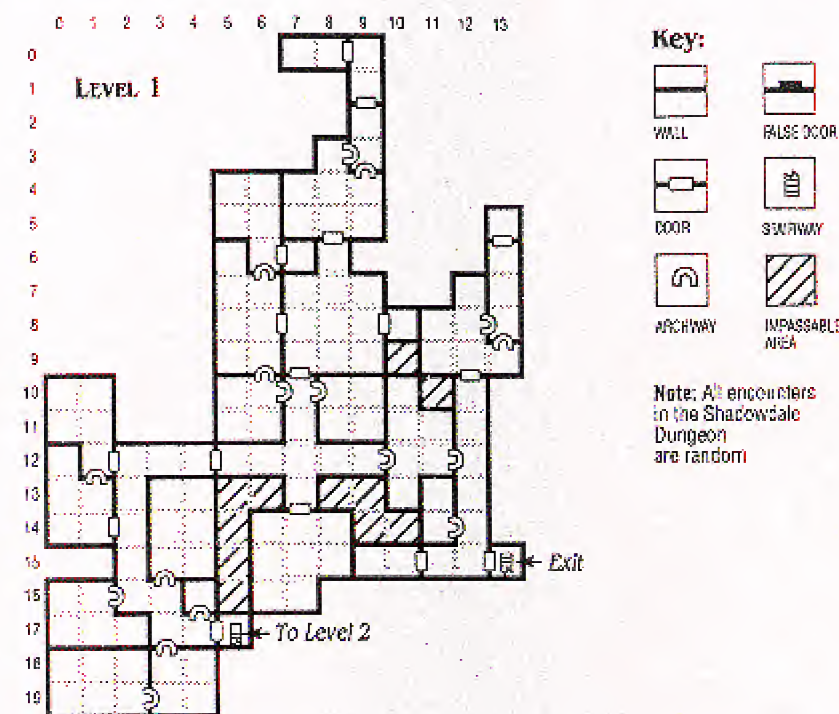 0 1 2 3 4 5 6 7 8 9 10 11 12 13
0
1
2
3
4
5
6
7
8
9
10
11
12
13
14
15
16
17
18
19
LEVEL 1
Exit
To Level 2
Key:
WALL
FALSE DOOR
DOOR
STAIRWAY
ARCHWAY
IMPASSABLE
AREA
Note: All encounters
in the Shadowdale
Dungeon
are random